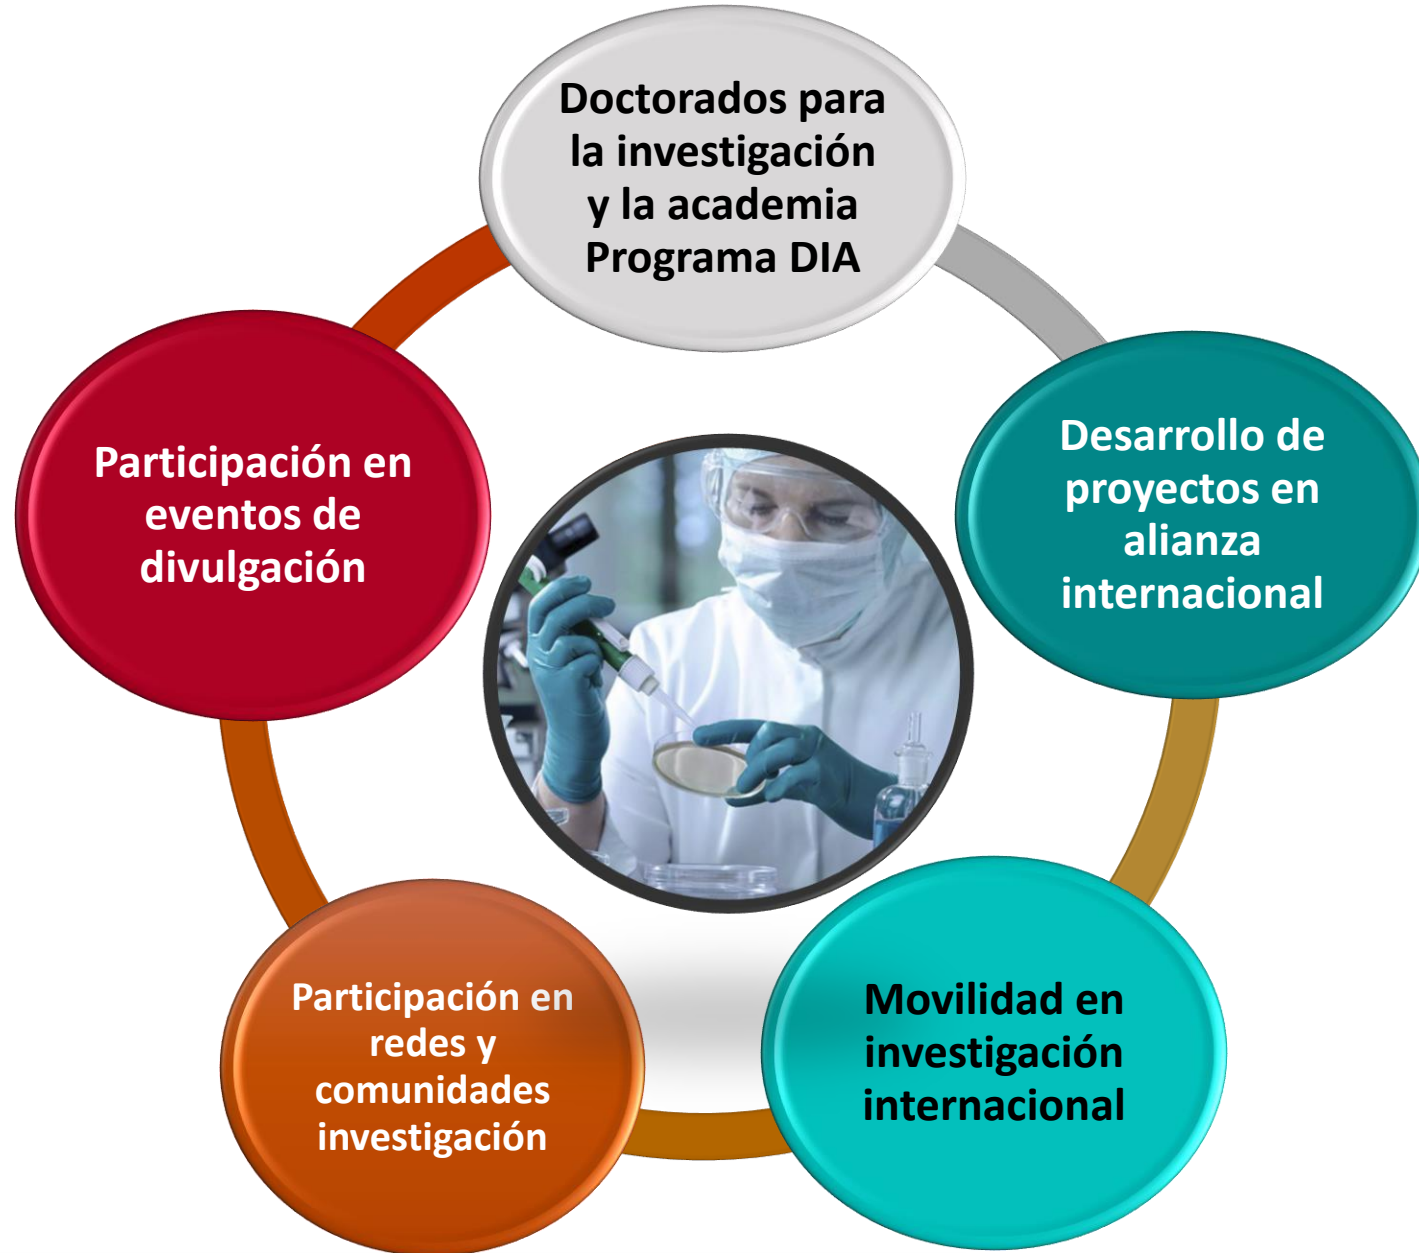 Doctorados para
la investigación
y la academia
Programa DIA
Desarrollo de
proyectos en
alianza
internacional
Movilidad en
investigación
internacional
Participación en
redes y
comunidades
investigación
Participación en
eventos de
divulgación